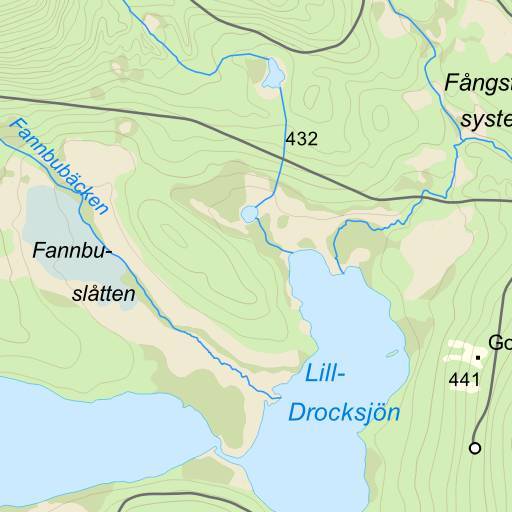 Fångst
syste
432
Fannbubäcken
Fannbu-
slåtten
Go
441
Lill-
Drocksjön